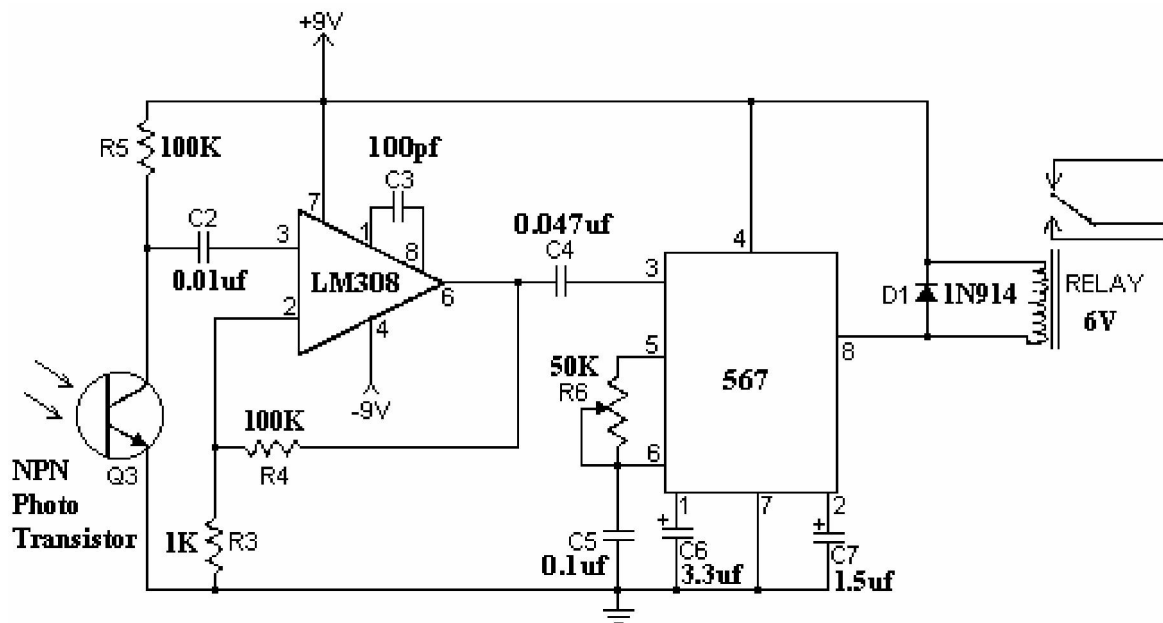 +9V
R5 100K
100pf
C3
C2
0.01uf
7
1
8
3
2
LM308
6
4
-9V
0.047uf
C4
3
4
5
6
567
8
1
7
2
50K
R6
D1 1N914
RELAY
6V
100K
R4
NPN
Photo
Transistor
Q3
1K R3
C5
0.1uf
+
C6
3.3uf
+
C7
1.5uf